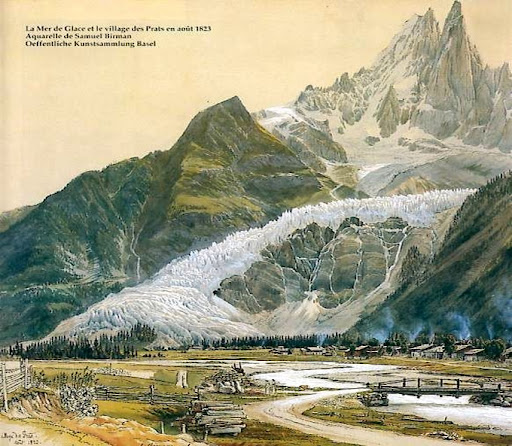 La Mer de Glace et le village des Prats en août 1823
Aquarelle de Samuel Birman
Oeffentliche Kunstsammlung Basel